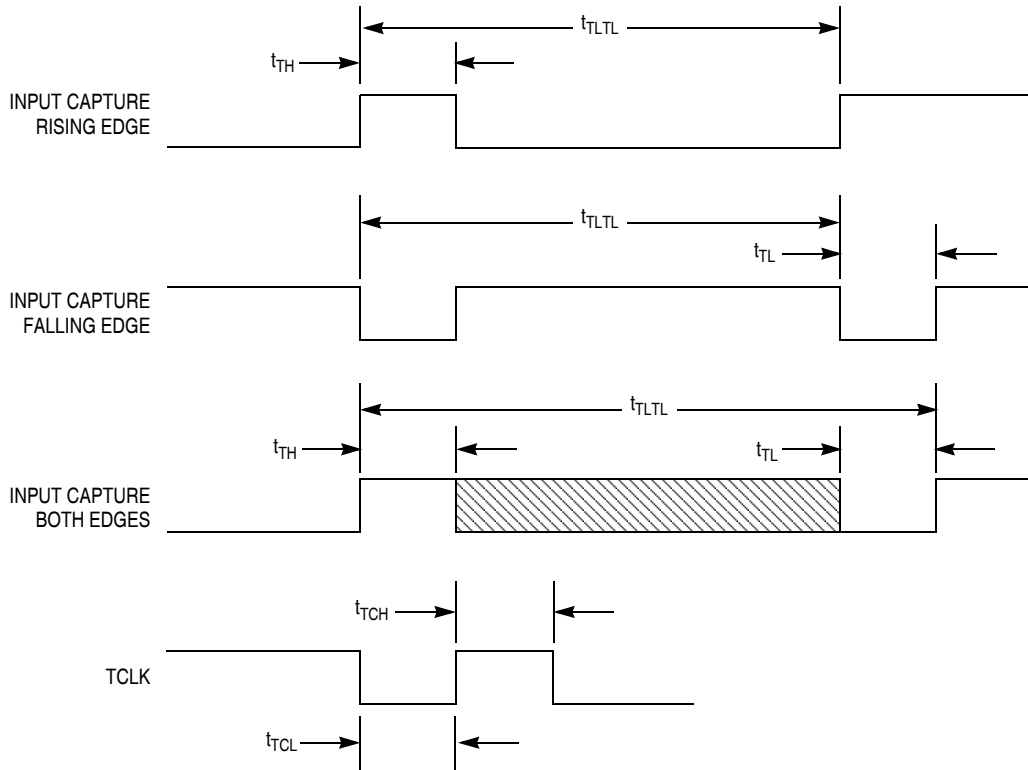 tTLTL
tTH
INPUT CAPTURE
RISING EDGE
tTLTL
tTL
INPUT CAPTURE
FALLING EDGE
tTLTL
tTH
tTL
INPUT CAPTURE
BOTH EDGES
tTCH
TCLK
tTCL